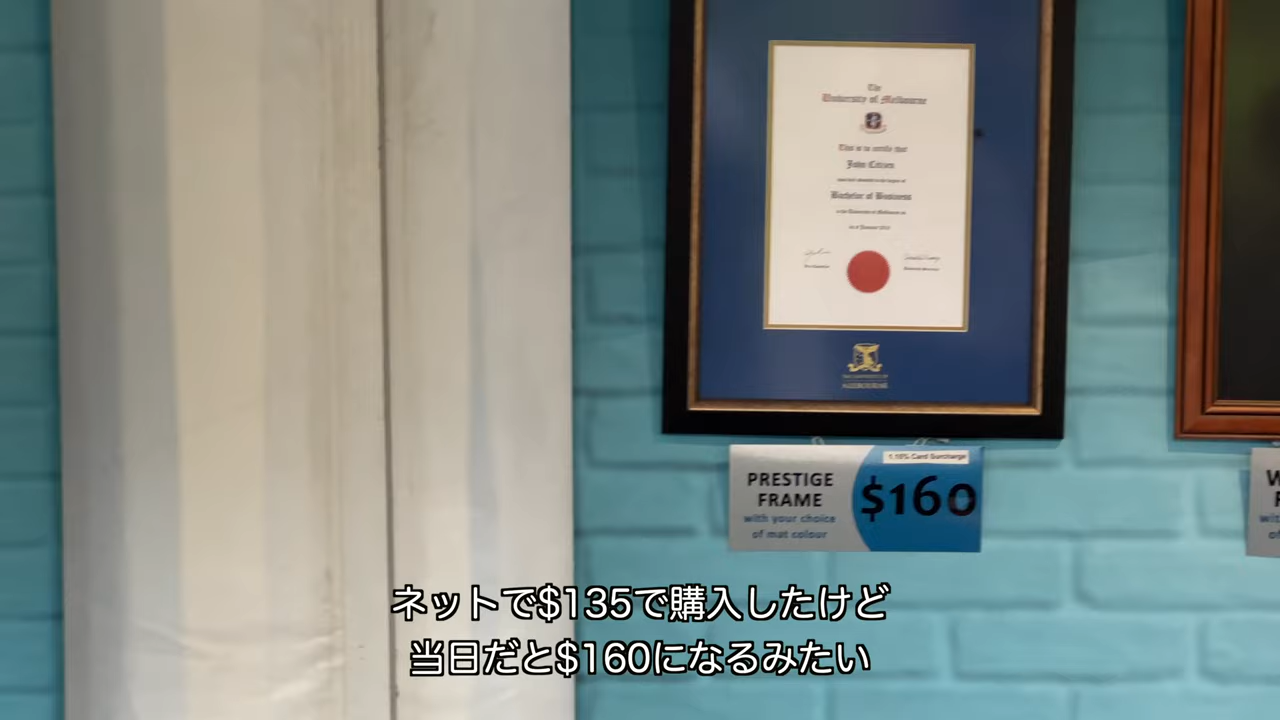 The
University of Melbourne
This is to certify that
John Citizen
Bachelor of Business
MELBOURNE
1.10% Card Surcharge
PRESTIGE
FRAME
with your choice
of mat colour
$160
W
ネットで$135で購入したけど
当日だと$160になるみたい